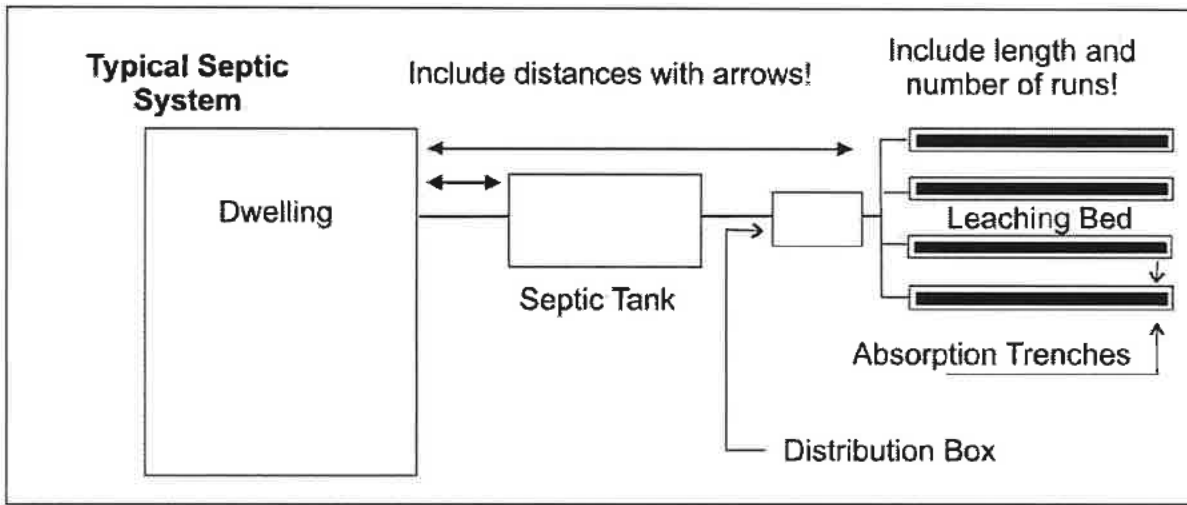 Typical Septic
System
Include distances with arrows!
Include length and
number of runs!
Dwelling
Leaching Bed
Septic Tank
Absorption Trenches
Distribution Box